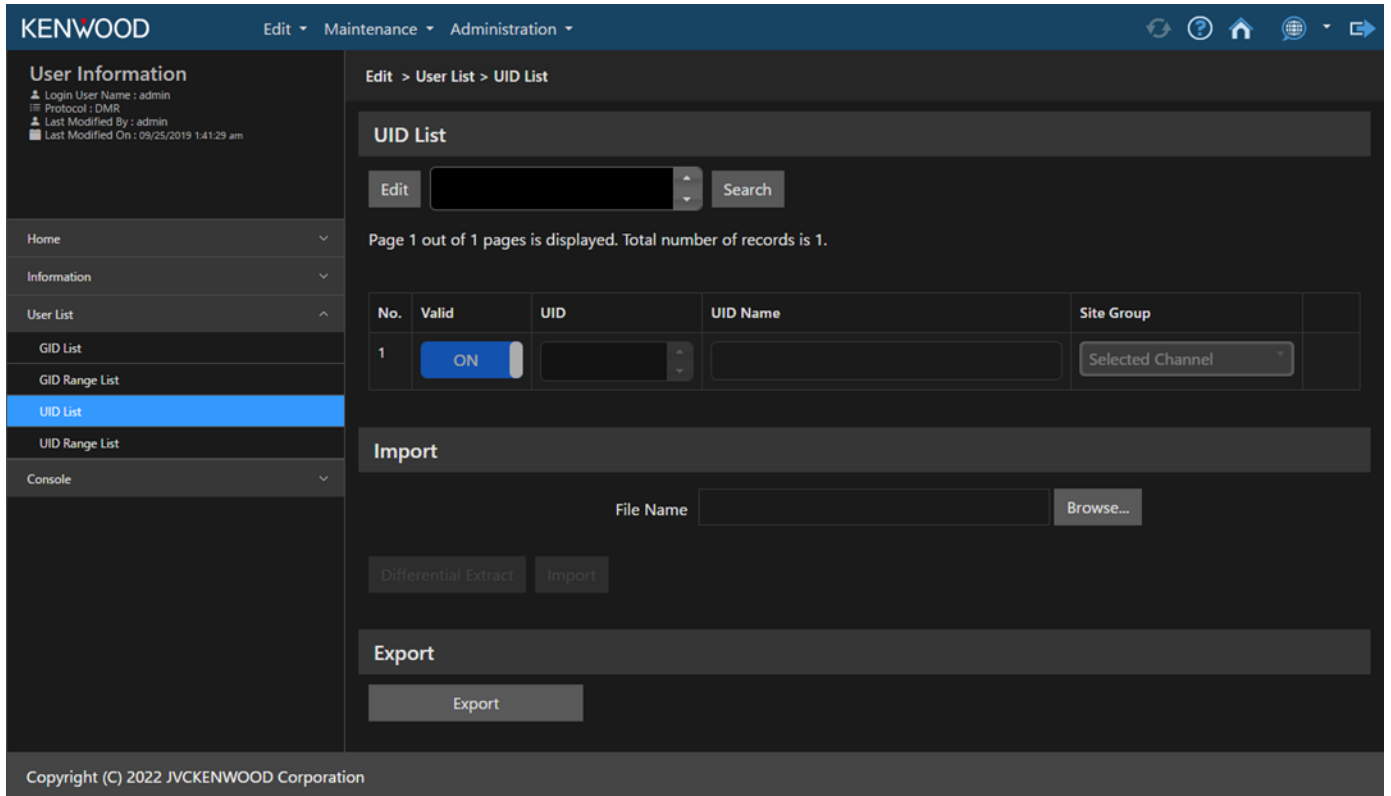 KENWOOD Edit Maintenance Administration
User Information
Login User Name : admin
Protocol : DMR
Last Modified By : admin
Last Modified On : 09/25/2019 1:41:29 am
Home
Information
User List
GID List
GID Range List
UID List
UID Range List
Console
Edit > User List > UID List
UID List
Edit Search
Page 1 out of 1 pages is displayed. Total number of records is 1.
No. Valid UID UID Name Site Group
1 ON Selected Channel
Import
File Name Browse...
Differential Extract Import
Export
Export
Copyright (C) 2022 JVCKENWOOD Corporation